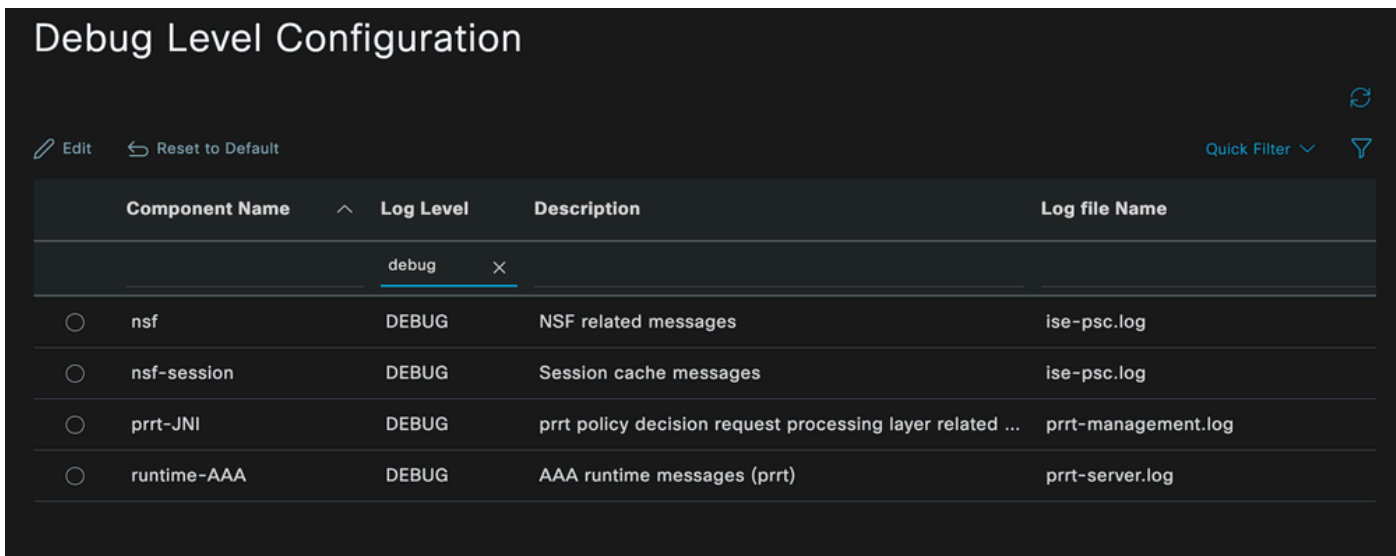 Debug Level Configuration
Edit Reset to Default Quick Filter
Component Name Log Level Description Log file Name
debug
nsf DEBUG NSF related messages ise-psc.log
nsf-session DEBUG Session cache messages ise-psc.log
prrt-JNI DEBUG prrt policy decision request processing layer related ... prrt-management.log
runtime-AAA DEBUG AAA runtime messages (prrt) prrt-server.log